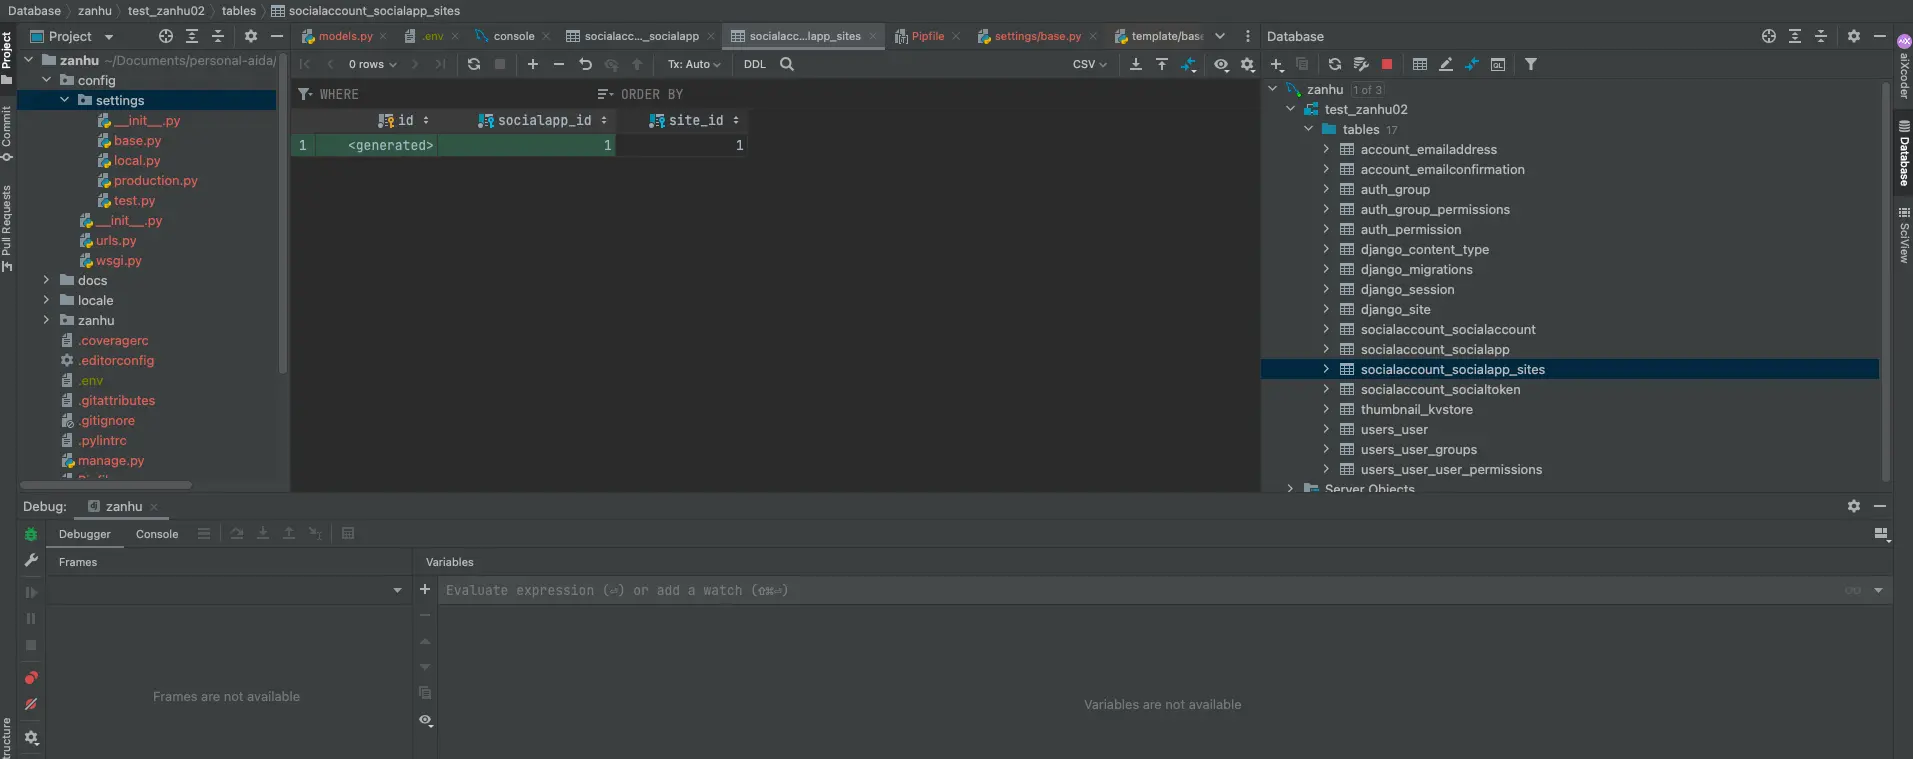 Database zanhu test_zanhu02 tables socialaccount_socialapp_sites
Project
models.py
.env
console
socialacc..._socialapp
socialacc...lapp_sites
Pipfile
settings/base.py
template/base
Database
zanhu ~/Documents/personal-aida/
config
settings
__init__.py
base.py
local.py
production.py
test.py
__init__.py
urls.py
wsgi.py
docs
locale
zanhu
.coveragerc
.editorconfig
.env
.gitattributes
.gitignore
.pylintrc
manage.py
0 rows
Tx: Auto
DDL
CSV
WHERE
ORDER BY
id socialapp_id site_id
1 <generated> 1 1
zanhu 1 of 3
test_zanhu02
tables 17
account_emailaddress
account_emailconfirmation
auth_group
auth_group_permissions
auth_permission
django_content_type
django_migrations
django_session
django_site
socialaccount_socialaccount
socialaccount_socialapp
socialaccount_socialapp_sites
socialaccount_socialtoken
thumbnail_kvstore
users_user
users_user_groups
users_user_user_permissions
Server Objects
Project
Commit
Pull Requests
tructure
aiXcoder
Database
SciView
Debug: zanhu
Debugger Console
Frames
Variables
Evaluate expression (⏎) or add a watch (⇧⌘⏎)
Frames are not available
Variables are not available